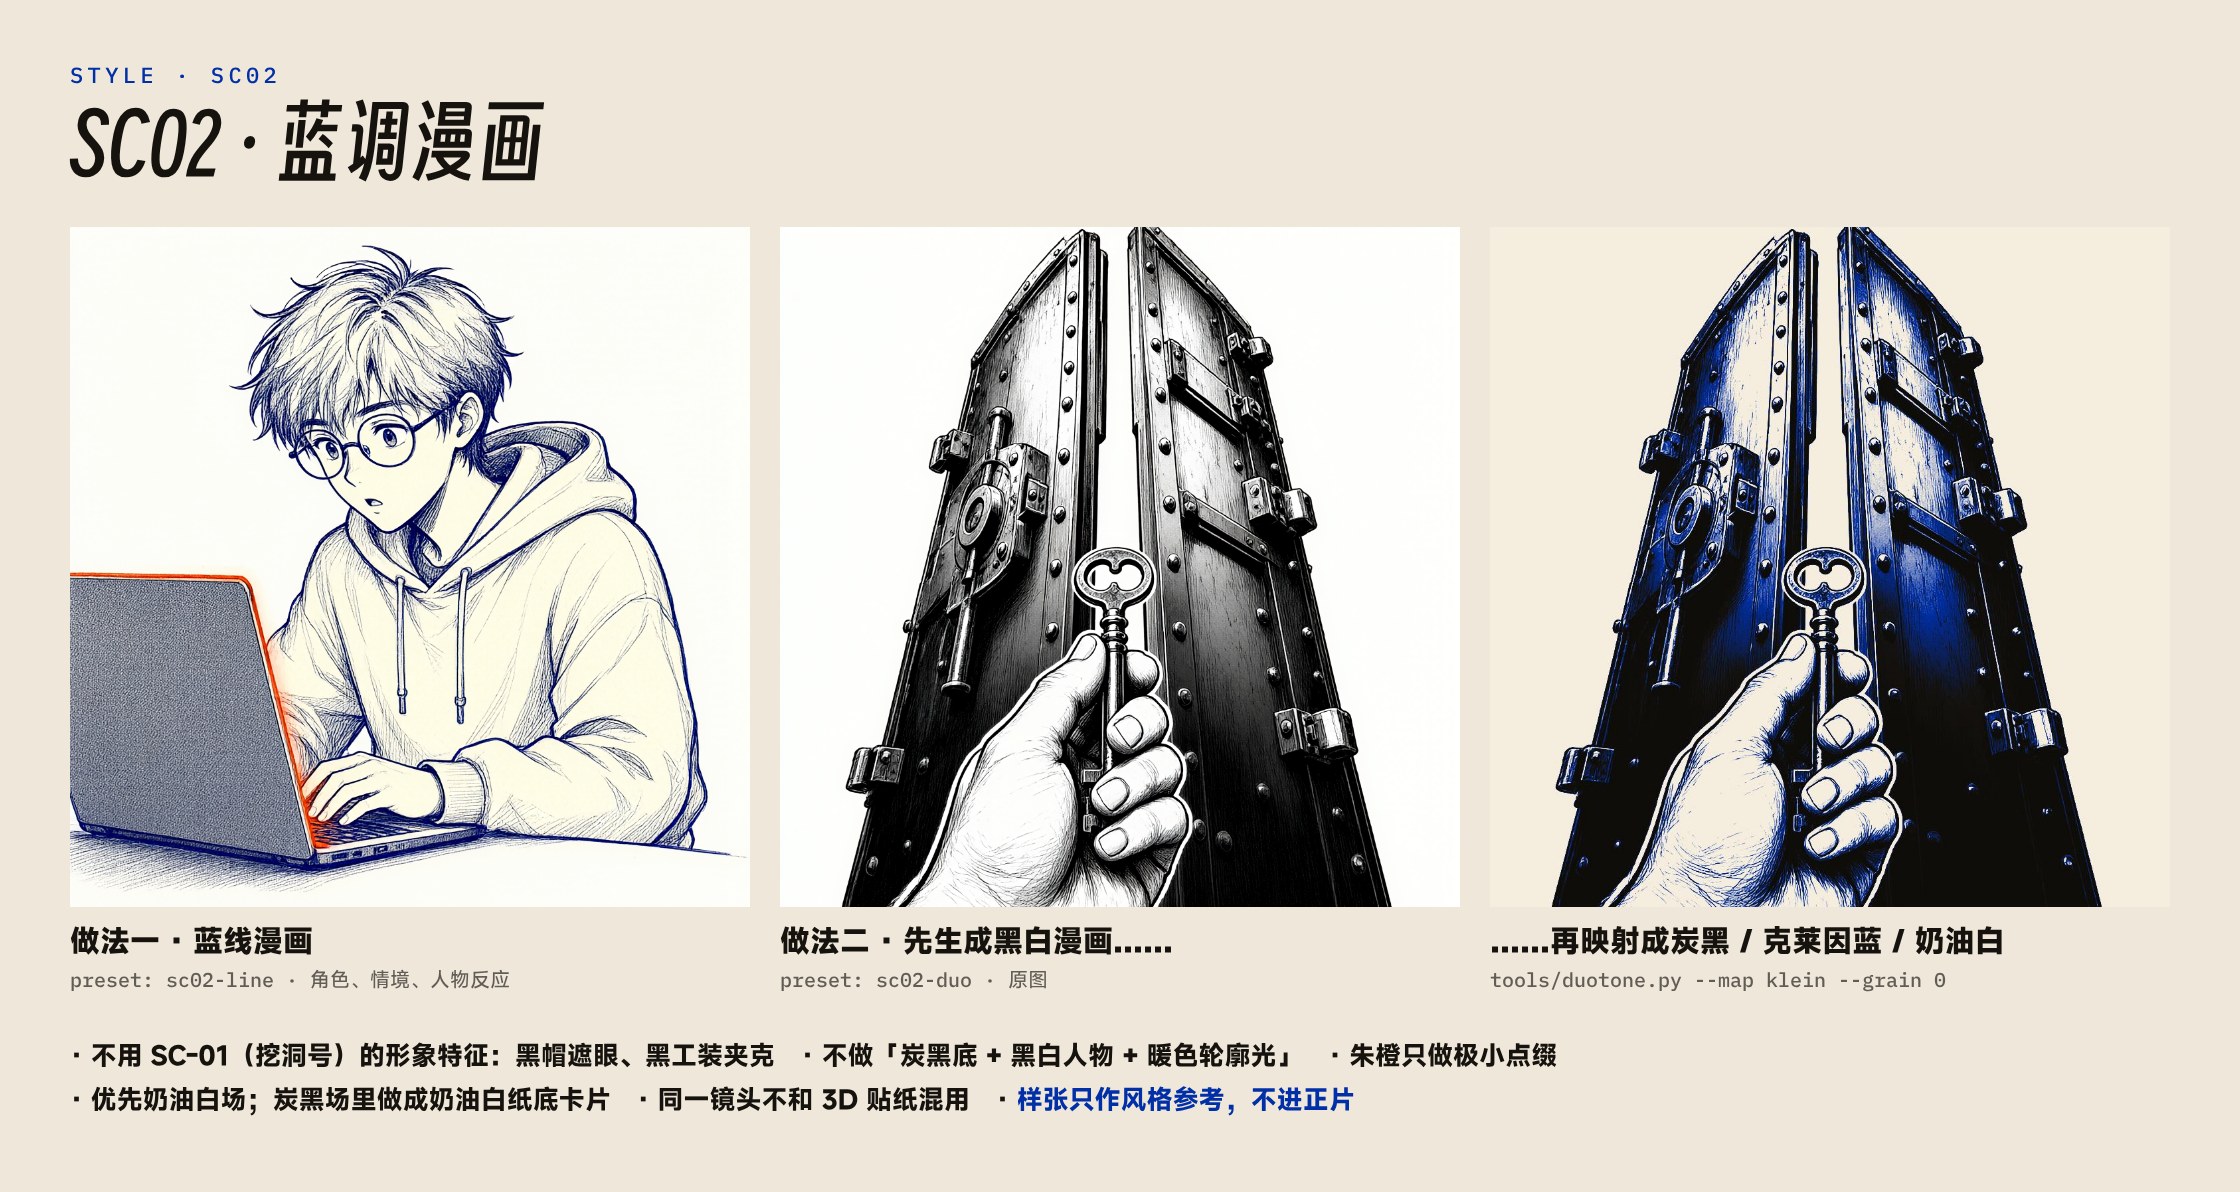 STYLE · SC02
SC02 · 蓝调漫画
做法一 · 蓝线漫画
preset: sc02-line · 角色、情境、人物反应
做法二 · 先生成黑白漫画……
preset: sc02-duo · 原图
……再映射成炭黑 / 克莱因蓝 / 奶油白
tools/duotone.py --map klein --grain 0
· 不用 SC-01（挖洞号）的形象特征：黑帽遮眼、黑工装夹克 · 不做「炭黑底 + 黑白人物 + 暖色轮廓光」 · 朱橙只做极小点缀
· 优先奶油白场；炭黑场里做成奶油白纸底卡片 · 同一镜头不和 3D 贴纸混用 · 样张只作风格参考，不进正片